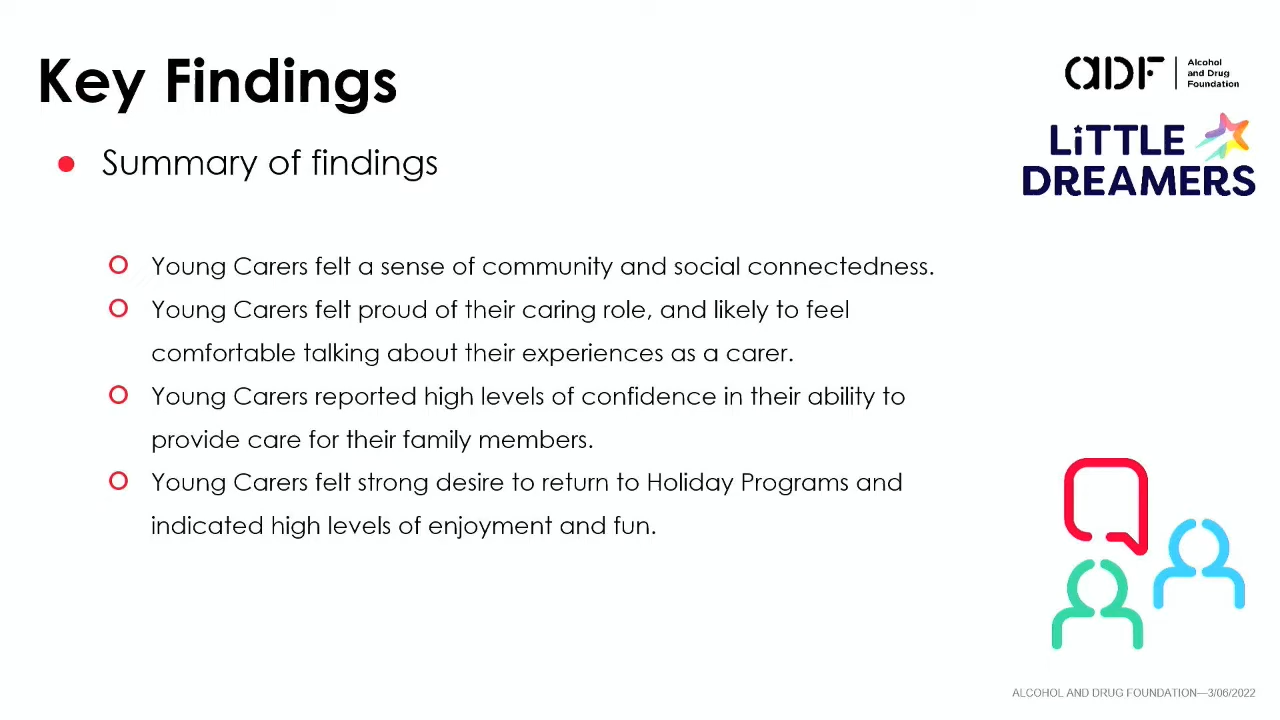 Key Findings
aDF
Alcohol
and Drug
Foundation
LiTTLE
DREAMERS
● Summary of findings
O Young Carers felt a sense of community and social connectedness.
O Young Carers felt proud of their caring role, and likely to feel
comfortable talking about their experiences as a carer.
O Young Carers reported high levels of confidence in their ability to
provide care for their family members.
O Young Carers felt strong desire to return to Holiday Programs and
indicated high levels of enjoyment and fun.
ALCOHOL AND DRUG FOUNDATION—3/06/2022